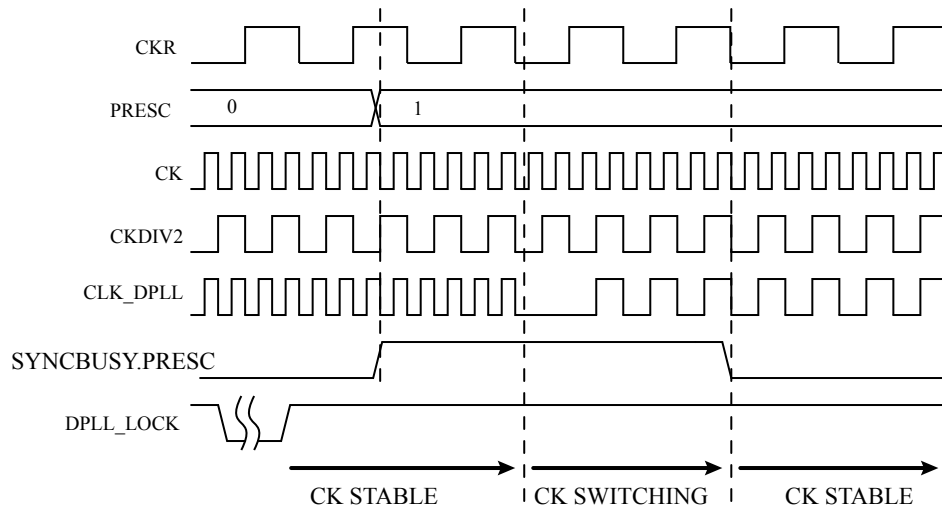 CKR
PRESC
0
1
CK
CKDIV2
CLK_DPLL
SYNCBUSY.PRESC
DPLL_LOCK
CK STABLE
CK SWITCHING
CK STABLE